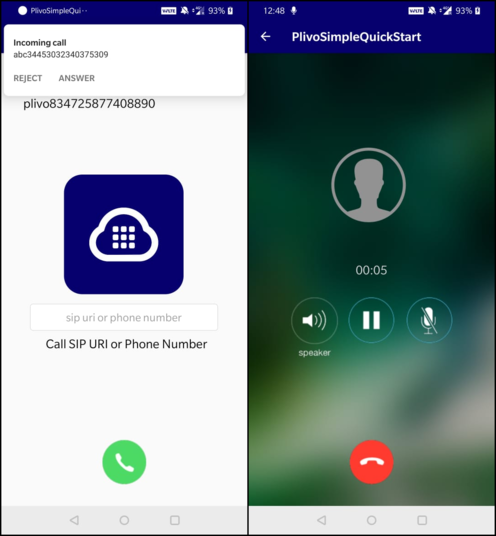 PlivoSimpleQui··
VoLTE
93%
Incoming call
abc34453032340375309
REJECT
ANSWER
plivo834725877408890
sip uri or phone number
Call SIP URI or Phone Number
12:48
VoLTE
93%
PlivoSimpleQuickStart
00:05
speaker